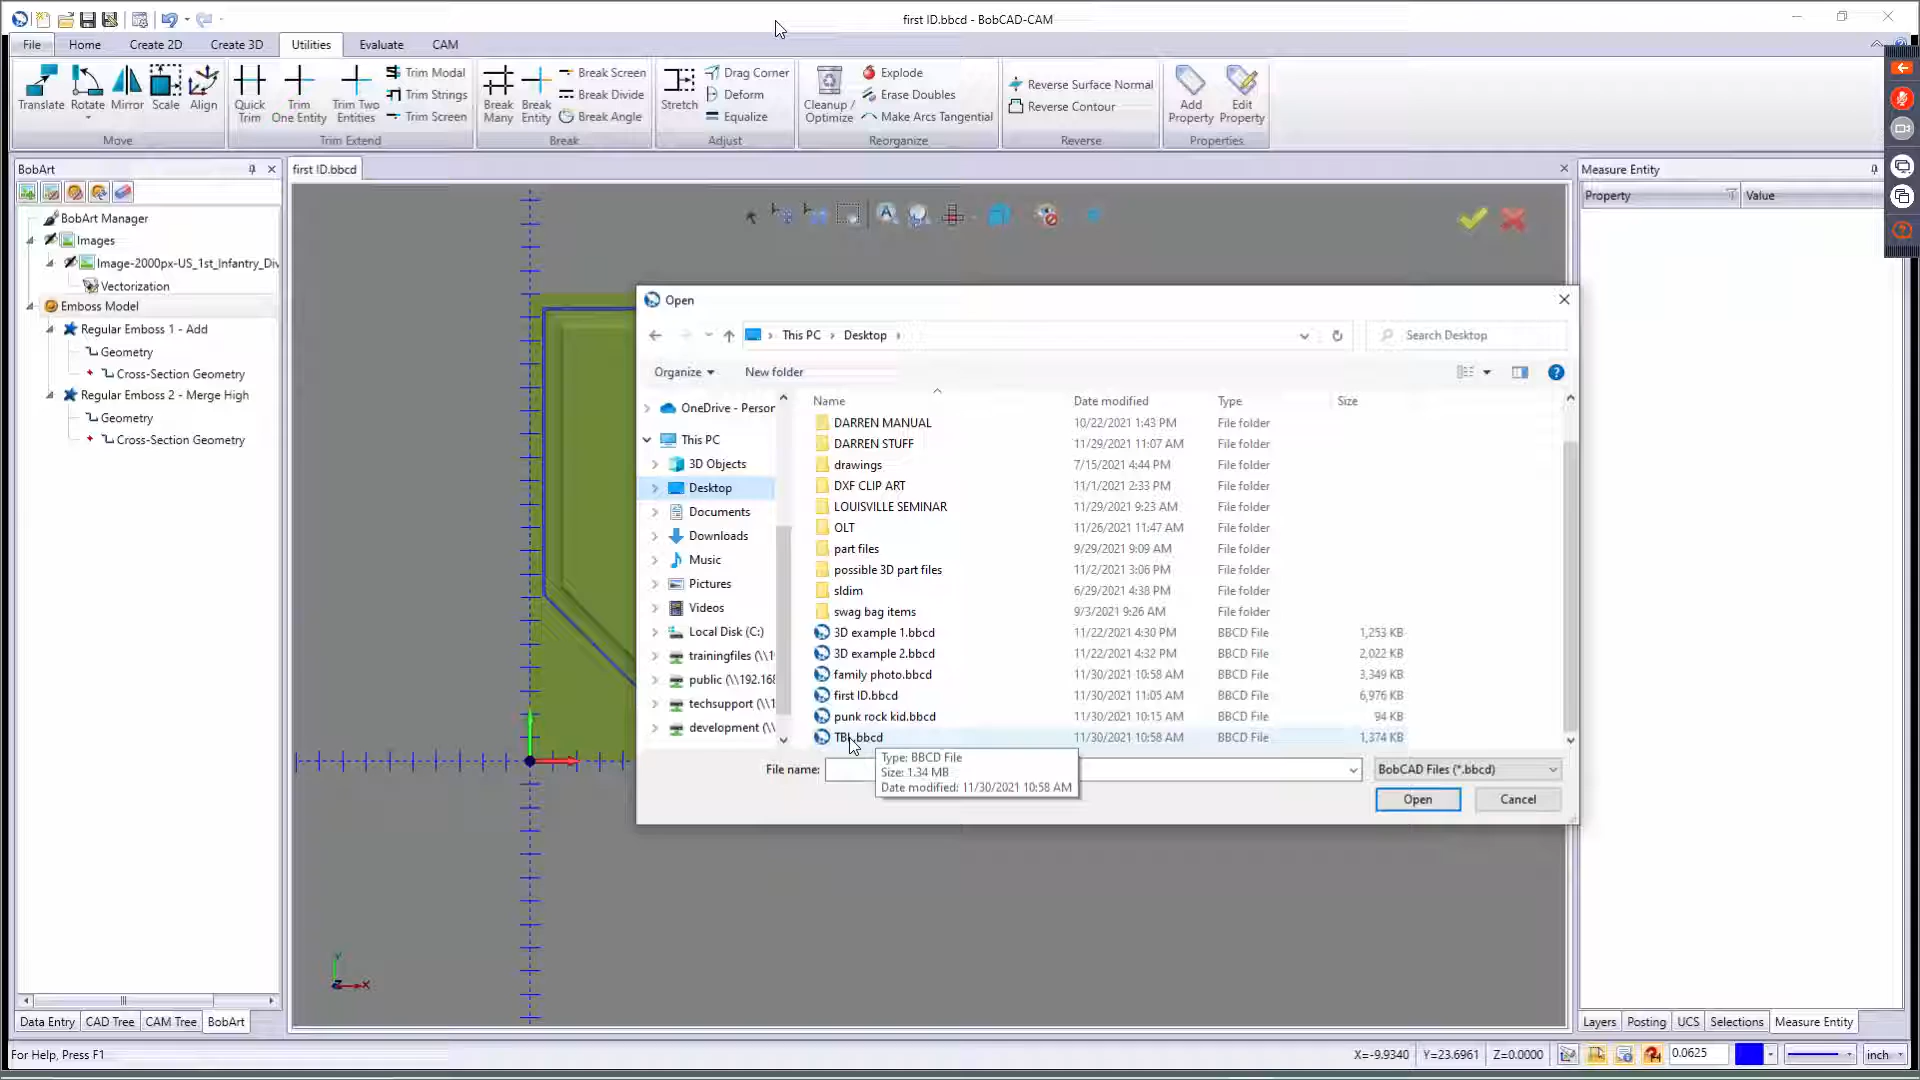 first ID.bbcd - BobCAD-CAM
File Home Create 2D Create 3D Utilities Evaluate CAM
Translate Rotate Mirror Scale Align
Move
Quick Trim
Trim One Entity
Trim Two Entities
Trim Modal
Trim Strings
Trim Screen
Trim Extend
Break Many
Break Entity
Break Screen
Break Divide
Break Angle
Break
Stretch
Drag Corner
Deform
Equalize
Adjust
Cleanup / Optimize
Explode
Erase Doubles
Make Arcs Tangential
Reorganize
Reverse Surface Normal
Reverse Contour
Reverse
Add Property
Edit Property
Properties
BobArt
BobArt Manager
Images
Image-2000px-US_1st_Infantry_Div
Vectorization
Emboss Model
Regular Emboss 1 - Add
Geometry
Cross-Section Geometry
Regular Emboss 2 - Merge High
Geometry
Cross-Section Geometry
Data Entry CAD Tree CAM Tree BobArt
first ID.bbcd
Measure Entity
Property Value
Open
This PC Desktop
Search Desktop
Organize New folder
OneDrive - Person
This PC
3D Objects
Desktop
Documents
Downloads
Music
Pictures
Videos
Local Disk (C:)
trainingfiles (\\1
public (\\192.168
techsupport (\\1
development (\\
Name Date modified Type Size
DARREN MANUAL 10/22/2021 1:43 PM File folder
DARREN STUFF 11/29/2021 11:07 AM File folder
drawings 7/15/2021 4:44 PM File folder
DXF CLIP ART 11/1/2021 2:33 PM File folder
LOUISVILLE SEMINAR 11/29/2021 9:23 AM File folder
OLT 11/26/2021 11:47 AM File folder
part files 9/29/2021 9:09 AM File folder
possible 3D part files 11/2/2021 3:06 PM File folder
sldim 6/29/2021 4:38 PM File folder
swag bag items 9/3/2021 9:26 AM File folder
3D example 1.bbcd 11/22/2021 4:30 PM BBCD File 1,253 KB
3D example 2.bbcd 11/22/2021 4:32 PM BBCD File 2,022 KB
family photo.bbcd 11/30/2021 10:58 AM BBCD File 3,349 KB
first ID.bbcd 11/30/2021 11:05 AM BBCD File 6,976 KB
punk rock kid.bbcd 11/30/2021 10:15 AM BBCD File 94 KB
11/30/2021 10:58 AM BBCD File 1,374 KB
Type: BBCD File
Size: 1.34 MB
Date modified: 11/30/2021 10:58 AM
File name: BobCAD Files (*.bbcd)
Open Cancel
Y
Z X
Layers Posting UCS Selections Measure Entity
For Help, Press F1
X=-9.9340 Y=23.6961 Z=0.0000 0.0625 inch